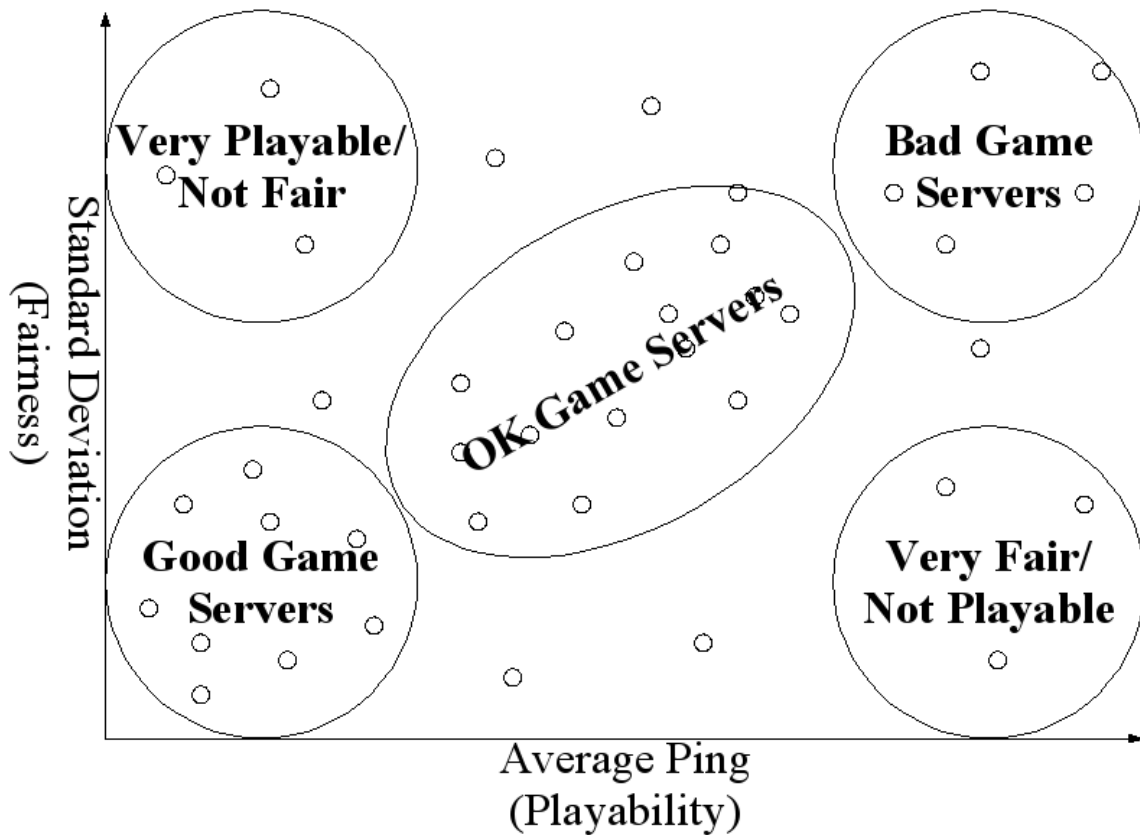 Very Playable/
Not Fair
Bad Game
Servers
Standard Deviation
(Fairness)
OK Game Servers
Good Game
Servers
Very Fair/
Not Playable
Average Ping
(Playability)